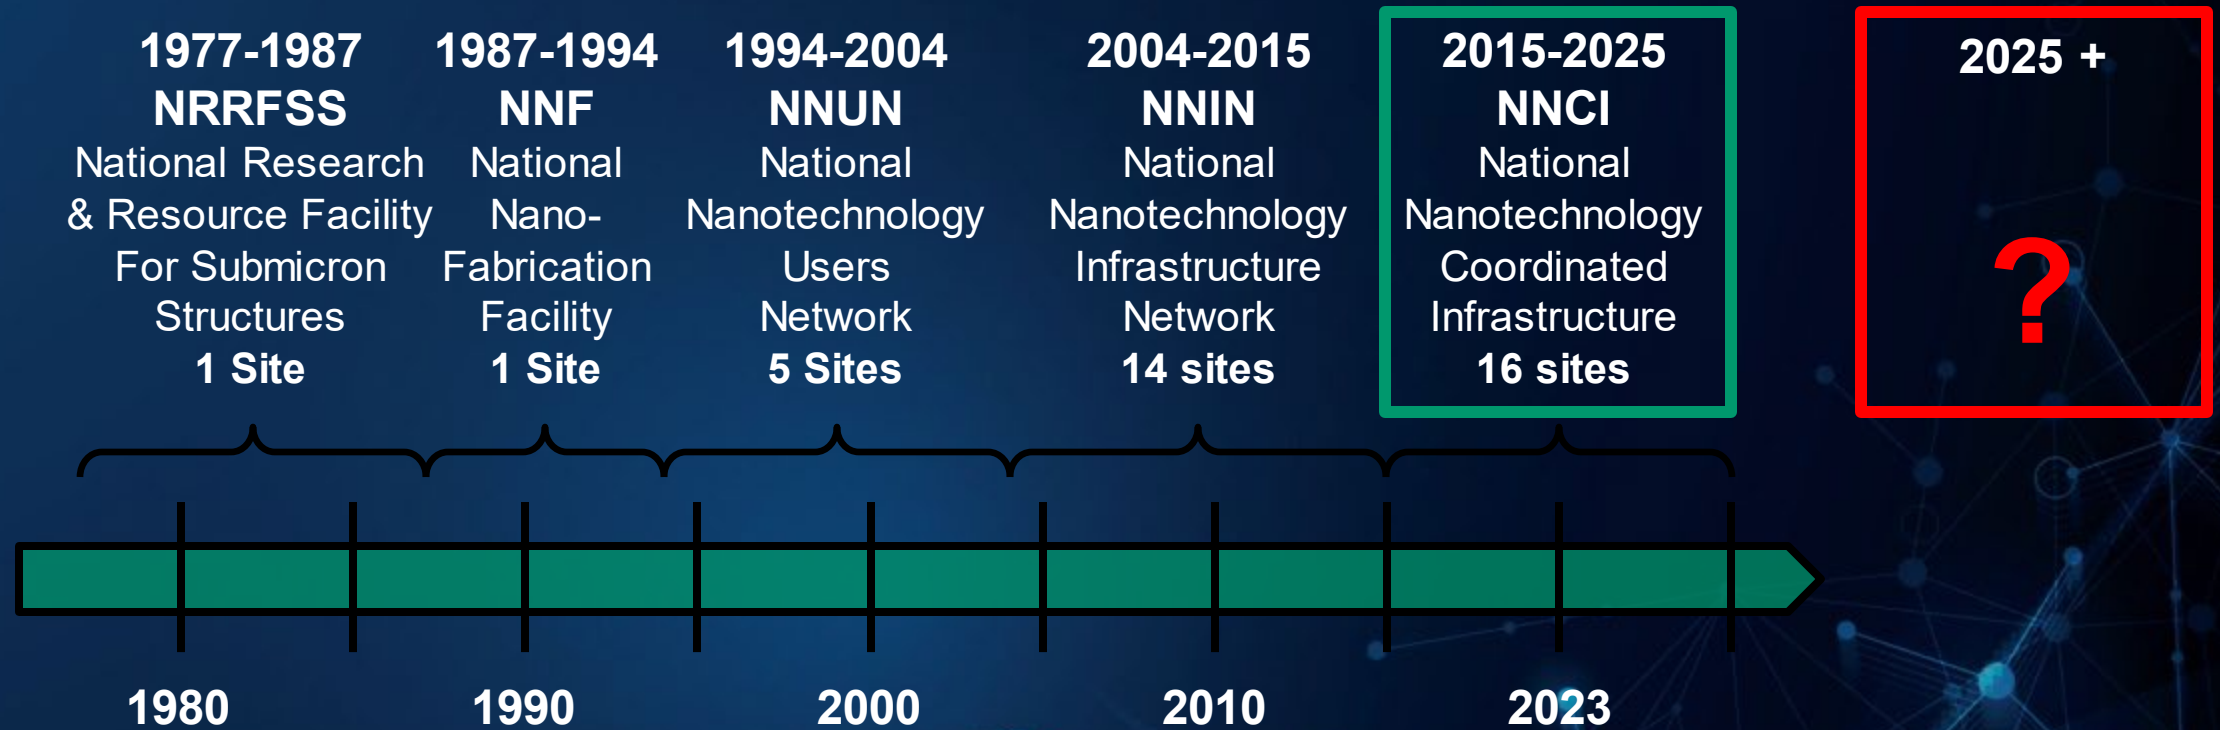 1977-1987
NRRFSS
National Research
& Resource Facility
For Submicron
Structures
1 Site
1987-1994
NNF
National
Nano-
Fabrication
Facility
1 Site
1994-2004
NNUN
National
Nanotechnology
Users
Network
5 Sites
2004-2015
NNIN
National
Nanotechnology
Infrastructure
Network
14 sites
2015-2025
NNCI
National
Nanotechnology
Coordinated
Infrastructure
16 sites
2025 +
?
1980
1990
2000
2010
2023